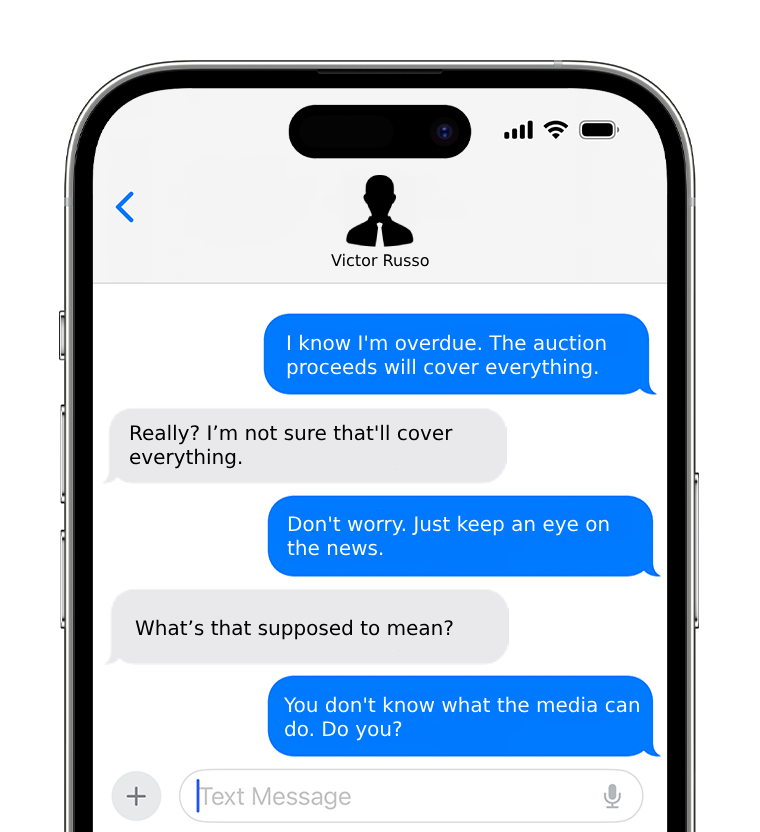 Victor Russo
I know I'm overdue. The auction
proceeds will cover everything.
Really? I’m not sure that'll cover
everything.
Don't worry. Just keep an eye on
the news.
What’s that supposed to mean?
You don't know what the media can
do. Do you?
Text Message